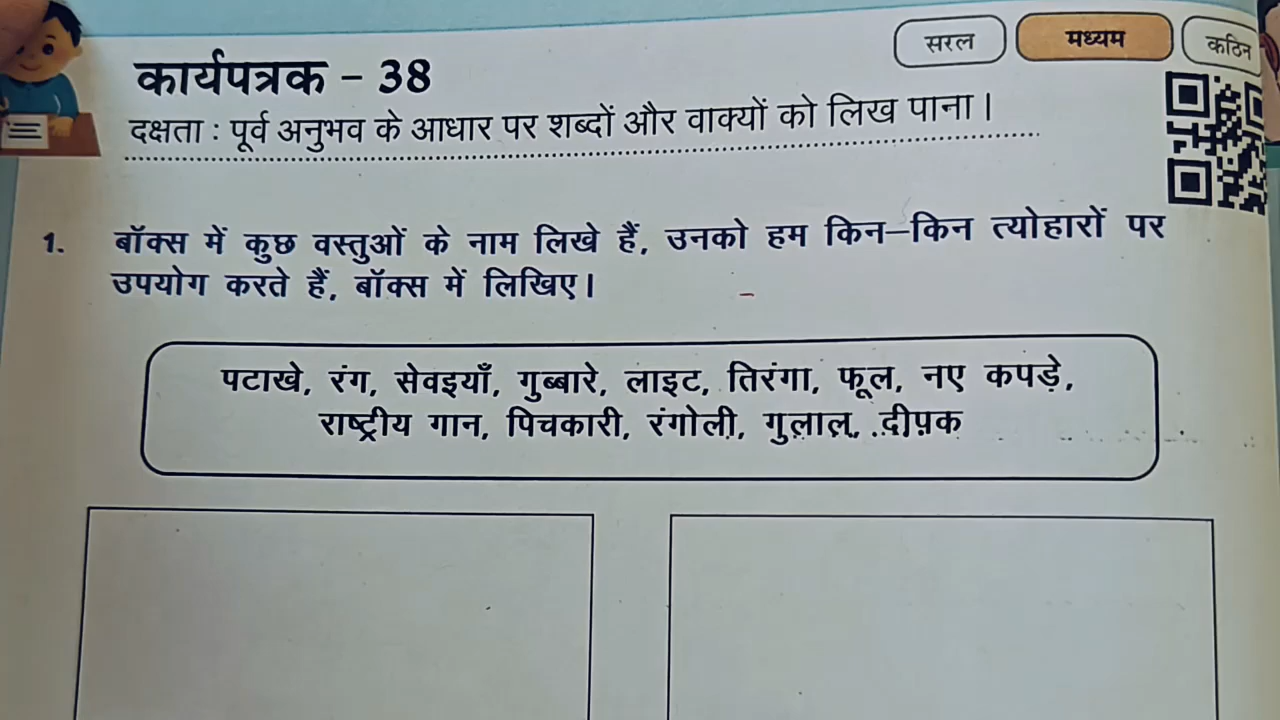 सरल मध्यम कठिन
कार्यपत्रक – 38
दक्षता : पूर्व अनुभव के आधार पर शब्दों और वाक्यों को लिख पाना।
1. बॉक्स में कुछ वस्तुओं के नाम लिखे हैं, उनको हम किन–किन त्योहारों पर
उपयोग करते हैं, बॉक्स में लिखिए।
पटाखे, रंग, सेवइयाँ, गुब्बारे, लाइट, तिरंगा, फूल, नए कपड़े,
राष्ट्रीय गान, पिचकारी, रंगोली, गुलाल, दीपक